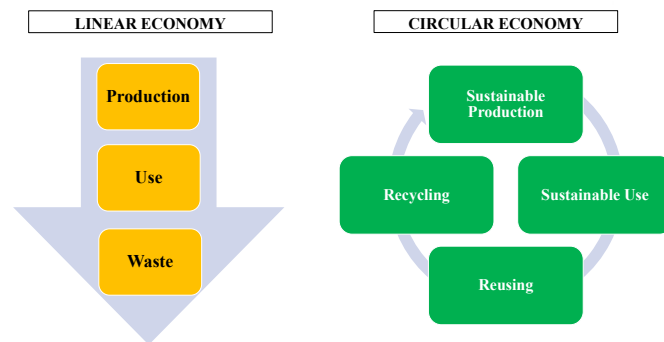 LINEAR ECONOMY
Production
Use
Waste
CIRCULAR ECONOMY
Sustainable
Production
Sustainable Use
Reusing
Recycling